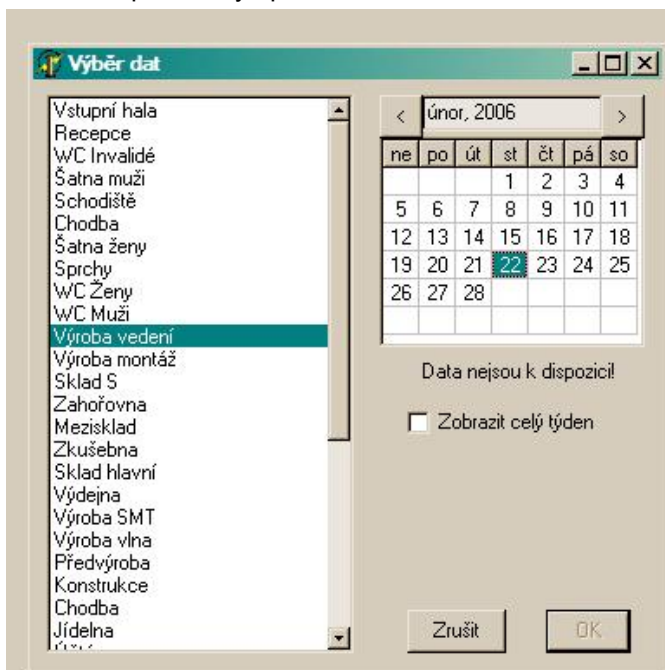 Výběr dat
Vstupní hala
Recepce
WC Invalidé
Šatna muži
Schodiště
Chodba
Šatna ženy
Sprchy
WC Ženy
WC Muži
Výroba vedení
Výroba montáž
Sklad S
Zahořovna
Mezisklad
Zkušebna
Sklad hlavní
Výdejna
Výroba SMT
Výroba vlna
Předvýroba
Konstrukce
Chodba
Jídelna
< únor, 2006 >
ne po út st čt pá so
1 2 3 4
5 6 7 8 9 10 11
12 13 14 15 16 17 18
19 20 21 22 23 24 25
26 27 28
Data nejsou k dispozici!
Zobrazit celý týden
Zrušit OK